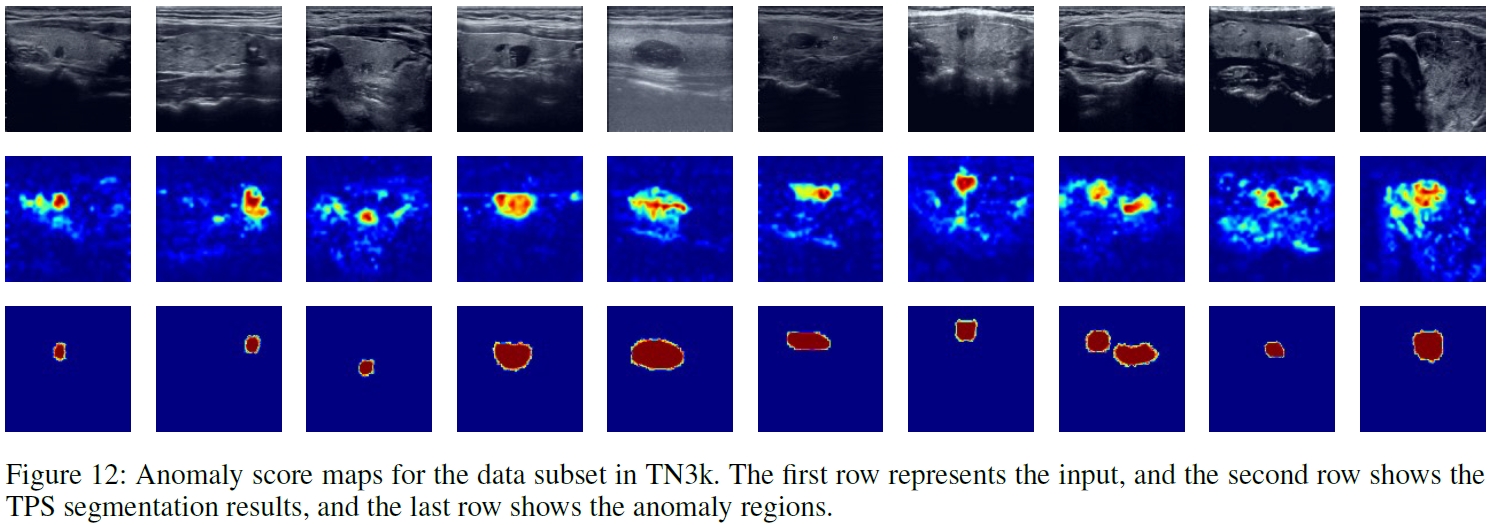 Figure 12: Anomaly score maps for the data subset in TN3k. The first row represents the input, and the second row shows the
TPS segmentation results, and the last row shows the anomaly regions.